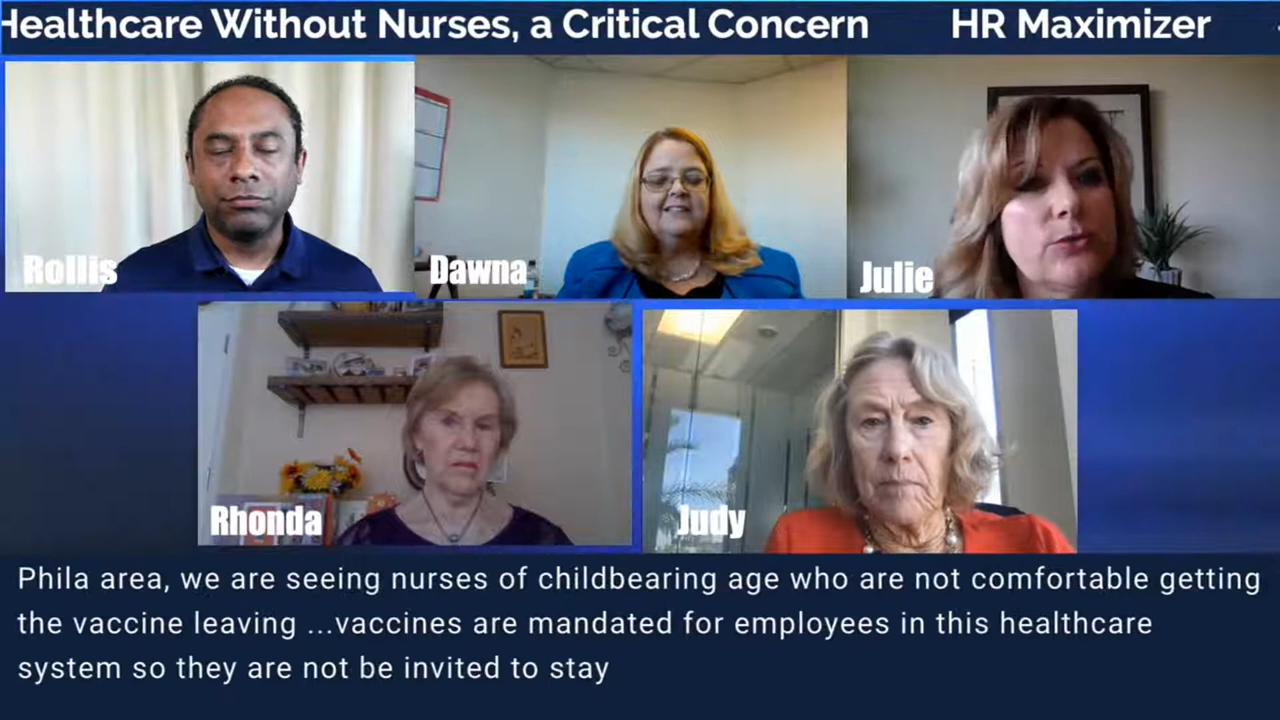 Healthcare Without Nurses, a Critical Concern HR Maximizer
Rollis
Dawna
Julie
Rhonda
Judy
Phila area, we are seeing nurses of childbearing age who are not comfortable getting
the vaccine leaving ...vaccines are mandated for employees in this healthcare
system so they are not be invited to stay